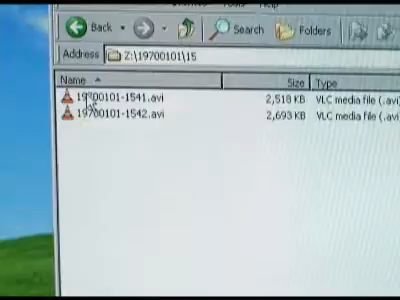 Back Search Folders
Address Z:\19700101\15
Name Size Type
19700101-1541.avi 2,518 KB VLC media file (.avi)
19700101-1542.avi 2,693 KB VLC media file (.avi